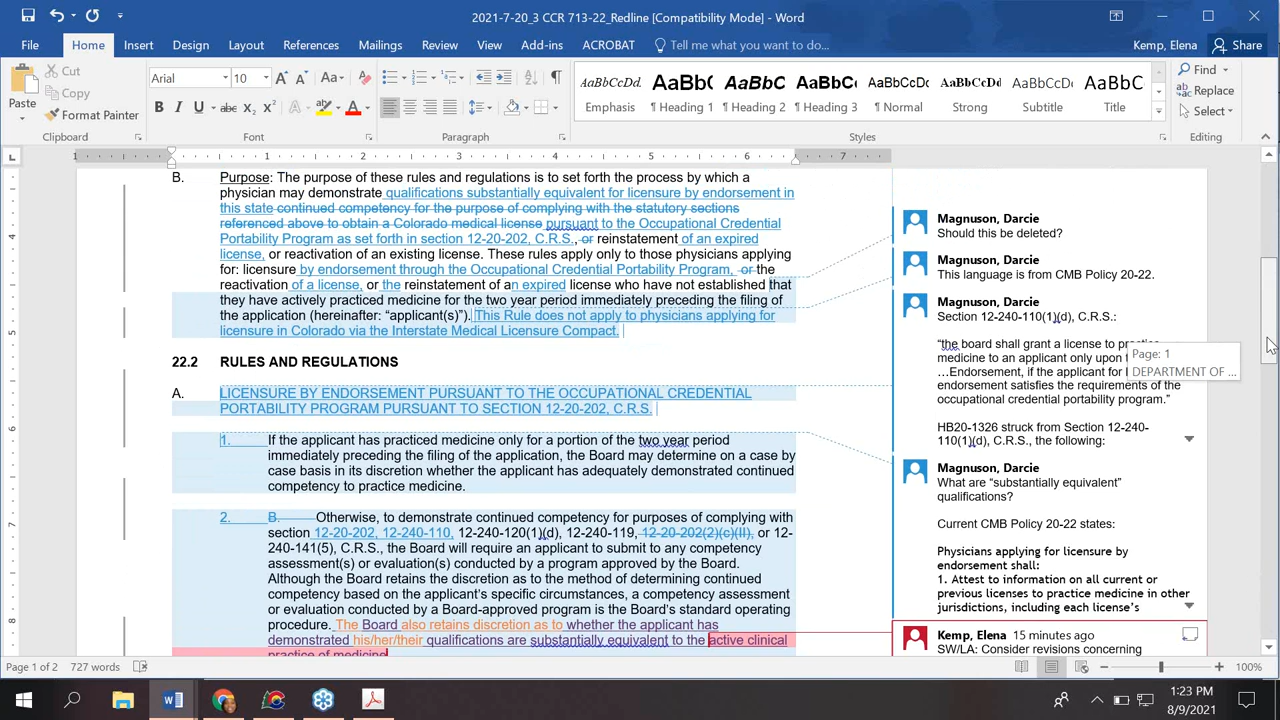 2021-7-20_3 CCR 713-22_Redline [Compatibility Mode] - Word
File Home Insert Design Layout References Mailings Review View Add-ins ACROBAT Tell me what you want to do... Kemp, Elena Share
Paste
Cut
Copy
Format Painter
Clipboard
Arial 10
Font
Paragraph
AaBbCcDd. Emphasis
AaBb( ¶ Heading 1
AaBb( ¶ Heading 2
AaBb( ¶ Heading 3
AaBbCcDd ¶ Normal
AaBbCcDd Strong
AaBbCcDd Subtitle
AaBbC Title
Styles
Find
Replace
Select
Editing
B. Purpose: The purpose of these rules and regulations is to set forth the process by which a
physician may demonstrate qualifications substantially equivalent for licensure by endorsement in
this state continued competency for the purpose of complying with the statutory sections
referenced above to obtain a Colorado medical license pursuant to the Occupational Credential
Portability Program as set forth in section 12-20-202, C.R.S., or reinstatement of an expired
license, or reactivation of an existing license. These rules apply only to those physicians applying
for: licensure by endorsement through the Occupational Credential Portability Program, or the
reactivation of a license, or the reinstatement of an expired license who have not established that
they have actively practiced medicine for the two year period immediately preceding the filing of
the application (hereinafter: “applicant(s)”). This Rule does not apply to physicians applying for
licensure in Colorado via the Interstate Medical Licensure Compact.
22.2 RULES AND REGULATIONS
A. LICENSURE BY ENDORSEMENT PURSUANT TO THE OCCUPATIONAL CREDENTIAL
PORTABILITY PROGRAM PURSUANT TO SECTION 12-20-202, C.R.S.
1. If the applicant has practiced medicine only for a portion of the two year period
immediately preceding the filing of the application, the Board may determine on a case by
case basis in its discretion whether the applicant has adequately demonstrated continued
competency to practice medicine.
2. B. Otherwise, to demonstrate continued competency for purposes of complying with
section 12-20-202, 12-240-110, 12-240-120(1)(d), 12-240-119, 12-20-202(2)(c)(II), or 12-
240-141(5), C.R.S., the Board will require an applicant to submit to any competency
assessment(s) or evaluation(s) conducted by a program approved by the Board.
Although the Board retains the discretion as to the method of determining continued
competency based on the applicant's specific circumstances, a competency assessment
or evaluation conducted by a Board-approved program is the Board's standard operating
procedure. The Board also retains discretion as to whether the applicant has
demonstrated his/her/their qualifications are substantially equivalent to the active clinical
practice of medicine
Magnuson, Darcie
Should this be deleted?
Magnuson, Darcie
This language is from CMB Policy 20-22.
Magnuson, Darcie
Section 12-240-110(1)(d), C.R.S.:
“the board shall grant a license to practice
medicine to an applicant only upon
…Endorsement, if the applicant for
endorsement satisfies the requirements of the
occupational credential portability program.”
HB20-1326 struck from Section 12-240-
110(1)(d), C.R.S., the following:
Page: 1
DEPARTMENT OF ...
Magnuson, Darcie
What are “substantially equivalent”
qualifications?
Current CMB Policy 20-22 states:
Physicians applying for licensure by
endorsement shall:
1. Attest to information on all current or
previous licenses to practice medicine in other
jurisdictions, including each license’s
Kemp, Elena 15 minutes ago
SW/LA: Consider revisions concerning
Page 1 of 2 727 words 100%
1:23 PM
8/9/2021